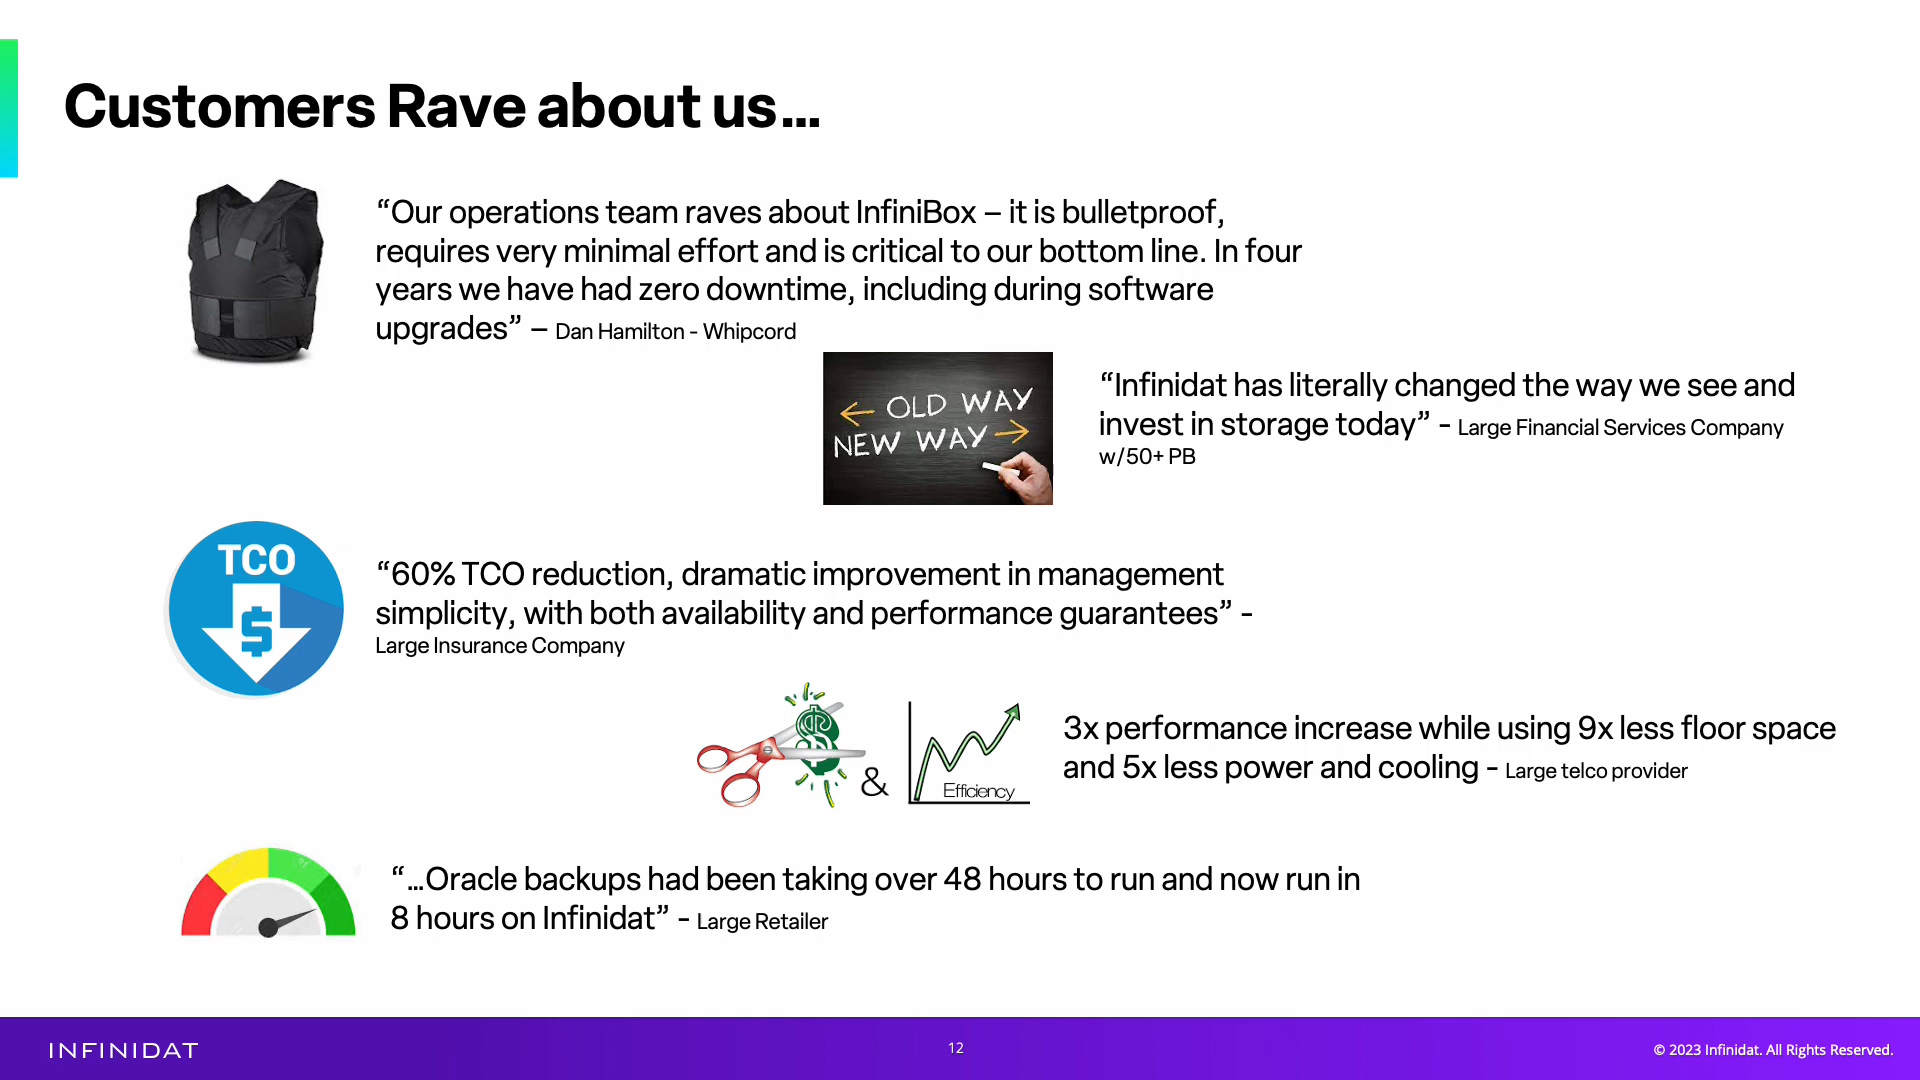 Customers Rave about us...
“Our operations team raves about InfiniBox – it is bulletproof,
requires very minimal effort and is critical to our bottom line. In four
years we have had zero downtime, including during software
upgrades” – Dan Hamilton - Whipcord
← OLD WAY
NEW WAY →
“Infinidat has literally changed the way we see and
invest in storage today” - Large Financial Services Company
w/50+ PB
TCO
$
“60% TCO reduction, dramatic improvement in management
simplicity, with both availability and performance guarantees” -
Large Insurance Company
$
&
Efficiency
3x performance increase while using 9x less floor space
and 5x less power and cooling - Large telco provider
“...Oracle backups had been taking over 48 hours to run and now run in
8 hours on Infinidat” - Large Retailer
INFINIDAT
12
© 2023 Infinidat. All Rights Reserved.